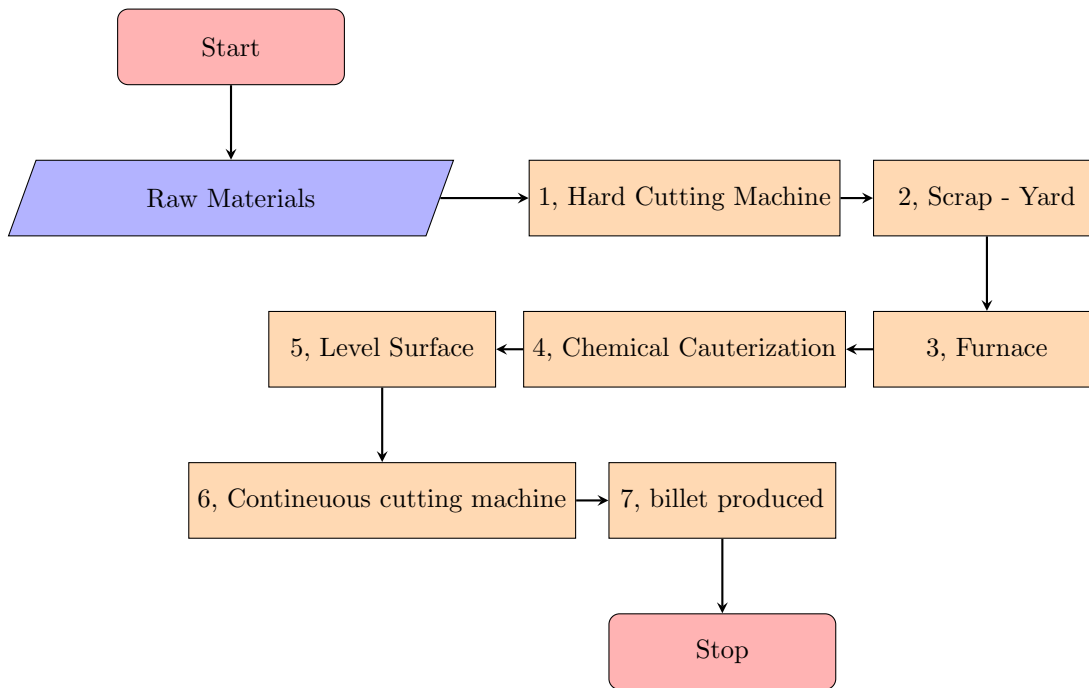 Start
Raw Materials
1, Hard Cutting Machine
2, Scrap - Yard
3, Furnace
4, Chemical Cauterization
5, Level Surface
6, Contineuous cutting machine
7, billet produced
Stop